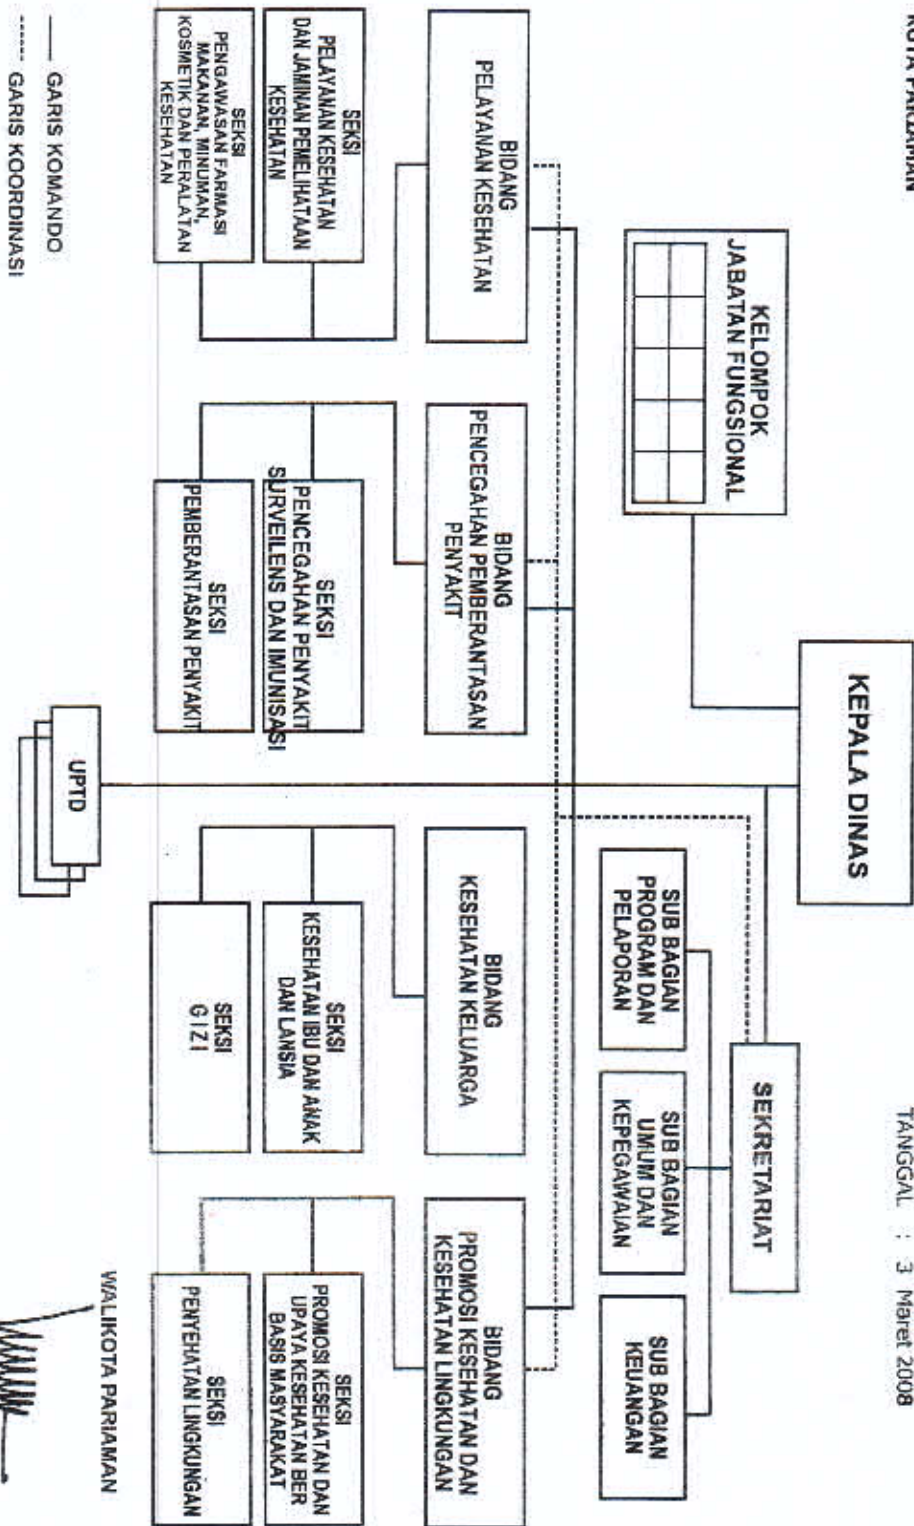 KOTA PARIAMAN
TANGGAL : 3 Maret 2008
KEPALA DINAS
KELOMPOK
JABATAN FUNGSIONAL
SEKRETARIAT
SUB BAGIAN
PROGRAM DAN
PELAPORAN
SUB BAGIAN
UMUM DAN
KEPEGAWAIAN
SUB BAGIAN
KEUANGAN
BIDANG
PELAYANAN KESEHATAN
BIDANG
PENCEGAHAN PEMBERANTASAN
PENYAKIT
BIDANG
KESEHATAN KELUARGA
BIDANG
PROMOSI KESEHATAN DAN
KESEHATAN LINGKUNGAN
SEKSI
PELAYANAN KESEHATAN
DAN JAMINAN PEMELIHATAAN
KESEHATAN
SEKSI
PENCEGAHAN PENYAKIT
SURVEILENS DAN IMUNISASI
SEKSI
KESEHATAN IBU DAN ANAK
DAN LANSIA
SEKSI
PROMOSI KESEHATAN DAN
UPAYA KESEHATAN BER
BASIS MASYARAKAT
SEKSI
PENGAWASAN FARMASI
MAKANAN, MINUMAN,
KOSMETIK DAN PERALATAN
KESEHATAN
SEKSI
PEMBERANTASAN PENYAKIT
SEKSI
G I Z I
SEKSI
PENYEHATAN LINGKUNGAN
UPTD
WALIKOTA PARIAMAN
GARIS KOMANDO
GARIS KOORDINASI